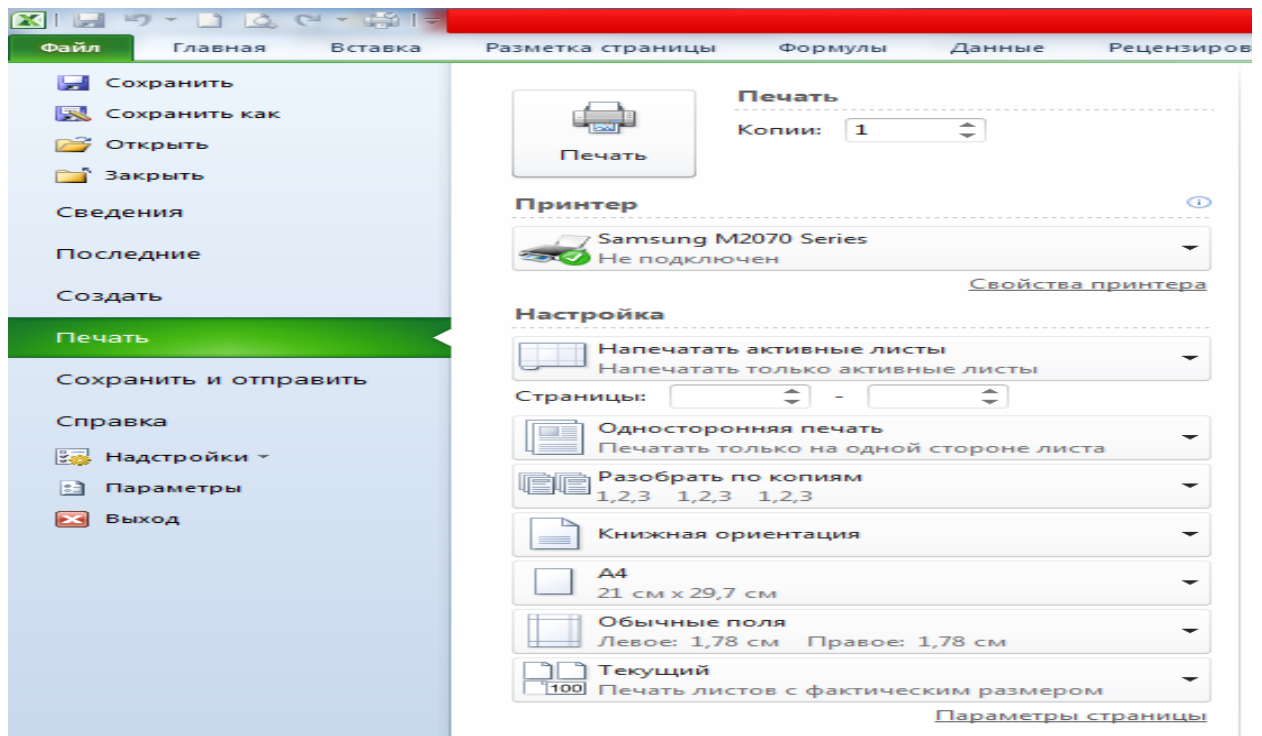 Файл Главная Вставка Разметка страницы Формулы Данные Рецензиров
Сохранить
Сохранить как
Открыть
Закрыть
Сведения
Последние
Создать
Печать
Сохранить и отправить
Справка
Надстройки
Параметры
Выход
Печать
Печать
Копии: 1
Принтер
Samsung M2070 Series
Не подключен
Свойства принтера
Настройка
Напечатать активные листы
Напечатать только активные листы
Страницы: -
Односторонняя печать
Печатать только на одной стороне листа
Разобрать по копиям
1,2,3 1,2,3 1,2,3
Книжная ориентация
A4
21 см x 29,7 см
Обычные поля
Левое: 1,78 см Правое: 1,78 см
Текущий
100 Печать листов с фактическим размером
Параметры страницы